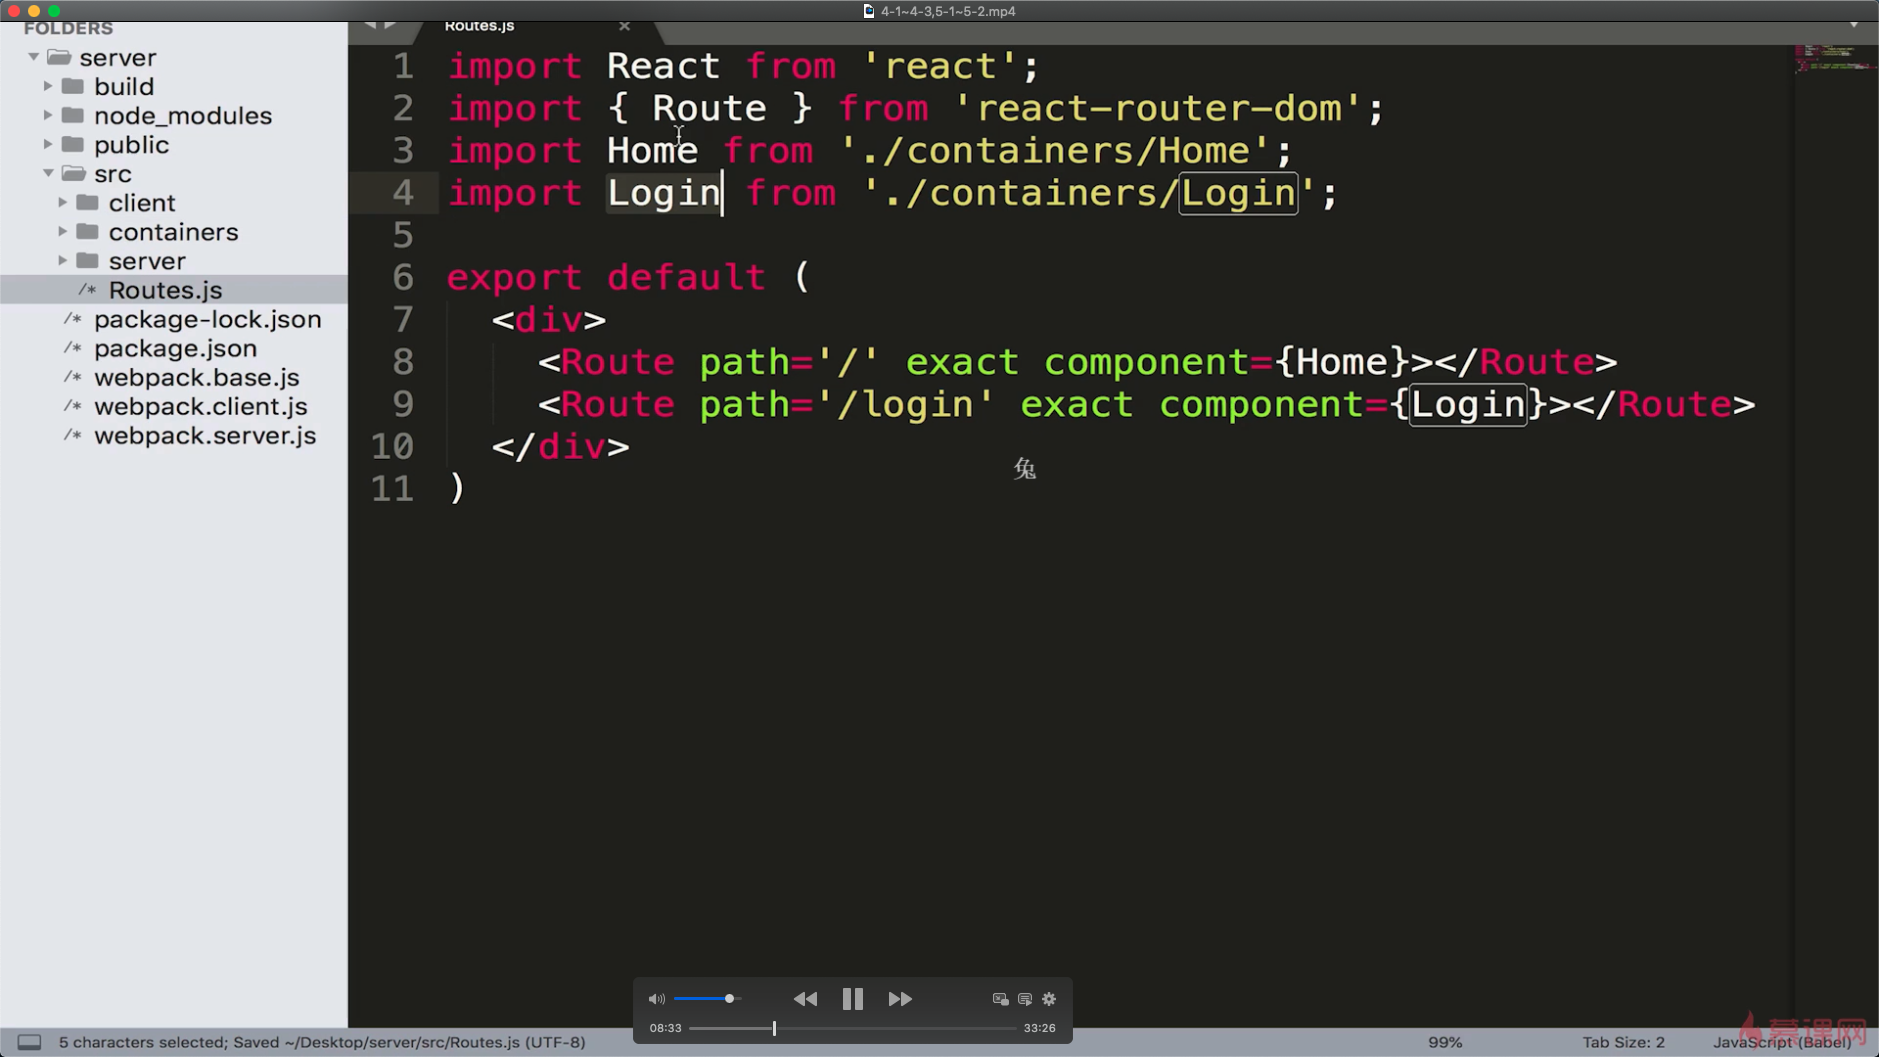 4-1~4-3,5-1~5-2.mp4
FOLDERS
server
build
node_modules
public
src
client
containers
server
/* Routes.js
/* package-lock.json
/* package.json
/* webpack.base.js
/* webpack.client.js
/* webpack.server.js
Routes.js ×
1 import React from 'react';
2 import { Route } from 'react-router-dom';
3 import Home from './containers/Home';
4 import Login from './containers/Login';
5
6 export default (
7 <div>
8 <Route path='/' exact component={Home}></Route>
9 <Route path='/login' exact component={Login}></Route>
10 </div>
11 )
兔
08:33 33:26
5 characters selected; Saved ~/Desktop/server/src/Routes.js (UTF-8) 99% Tab Size: 2 JavaScript (Babel)
慕课网